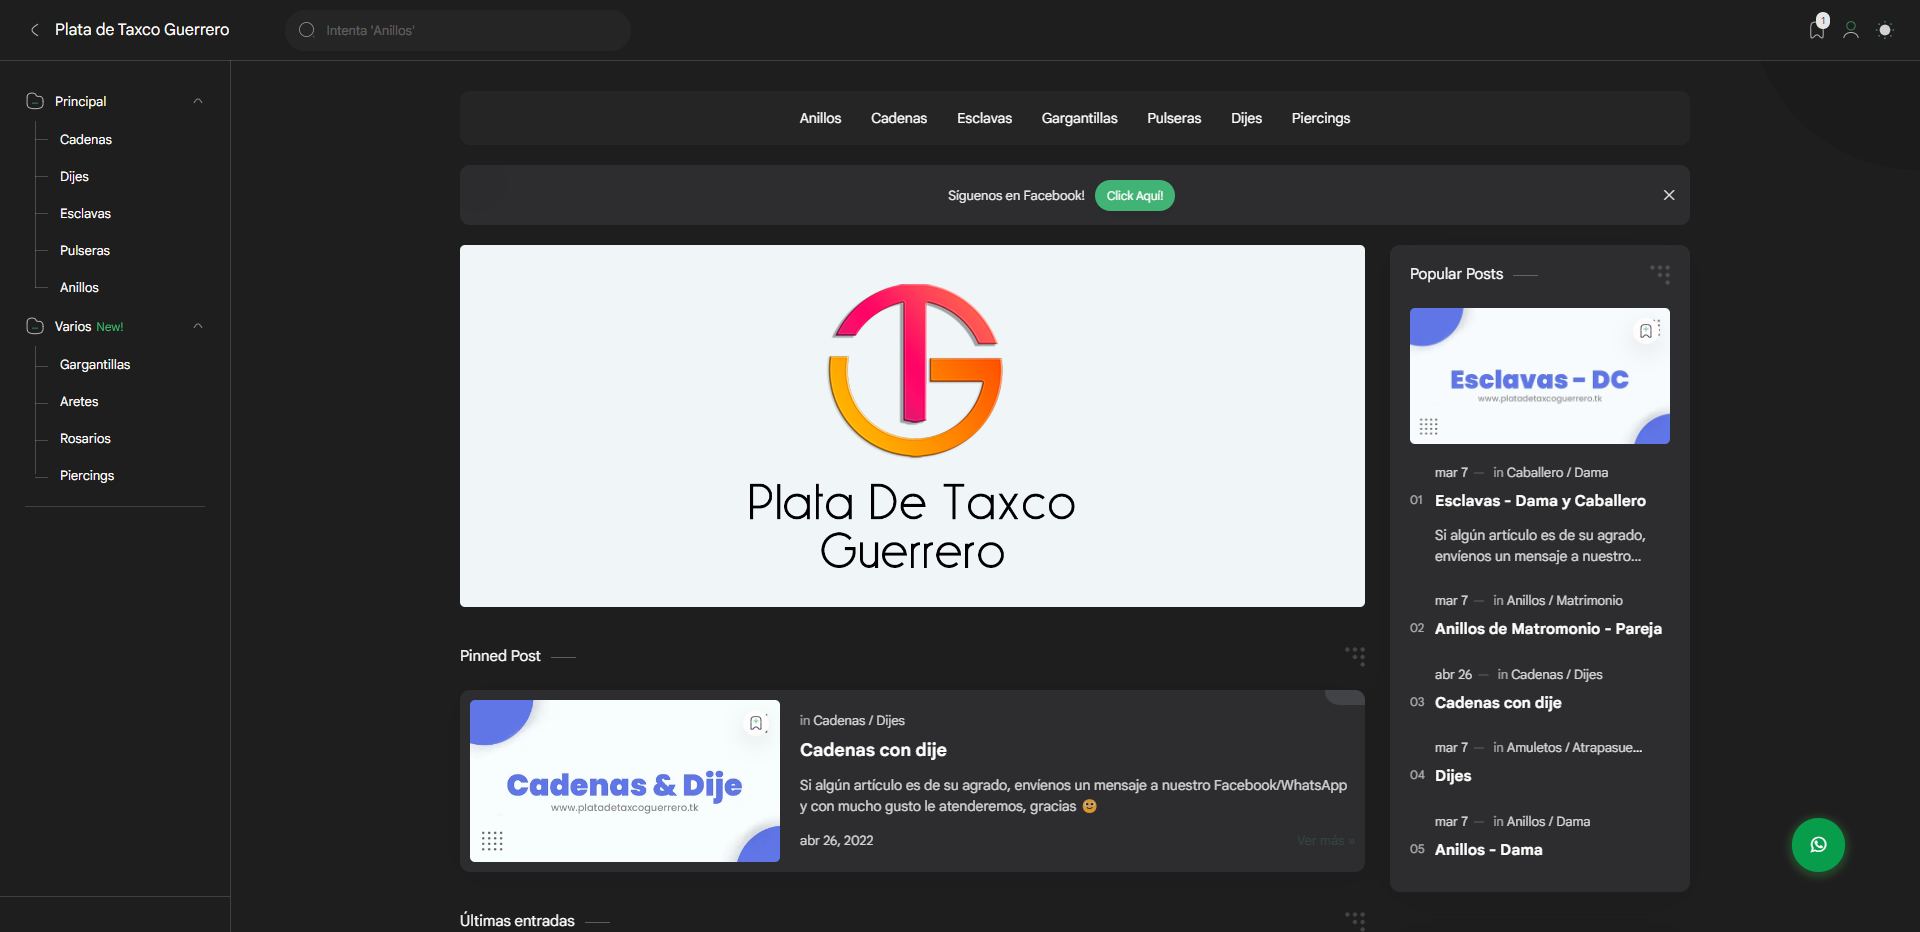 Plata de Taxco Guerrero
Intenta 'Anillos'
1
Principal
Cadenas
Dijes
Esclavas
Pulseras
Anillos
Varios New!
Gargantillas
Aretes
Rosarios
Piercings
Anillos Cadenas Esclavas Gargantillas Pulseras Dijes Piercings
Síguenos en Facebook! Click Aquí!
TG
Plata De Taxco
Guerrero
Pinned Post
Cadenas & Dije
www.platadetaxcoguerrero.tk
in Cadenas / Dijes
Cadenas con dije
Si algún artículo es de su agrado, envíenos un mensaje a nuestro Facebook/WhatsApp
y con mucho gusto le atenderemos, gracias 🙂
abr 26, 2022
Ver más »
Últimas entradas
Popular Posts
Esclavas - DC
www.platadetaxcoguerrero.tk
mar 7 — in Caballero / Dama
01 Esclavas - Dama y Caballero
Si algún artículo es de su agrado,
envíenos un mensaje a nuestro...
mar 7 — in Anillos / Matrimonio
02 Anillos de Matromonio - Pareja
abr 26 — in Cadenas / Dijes
03 Cadenas con dije
mar 7 — in Amuletos / Atrapasue...
04 Dijes
mar 7 — in Anillos / Dama
05 Anillos - Dama